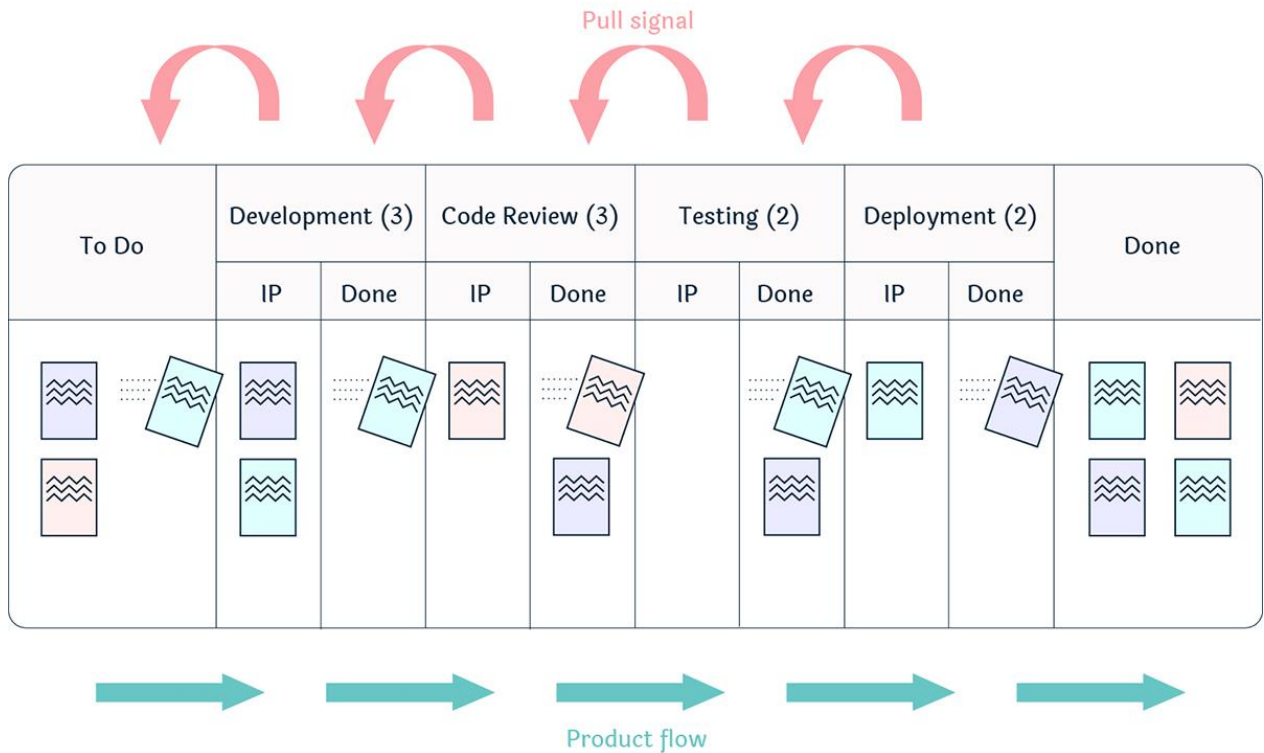 Pull signal
To Do
Development (3)
Code Review (3)
Testing (2)
Deployment (2)
Done
IP
Done
IP
Done
IP
Done
IP
Done
Product flow